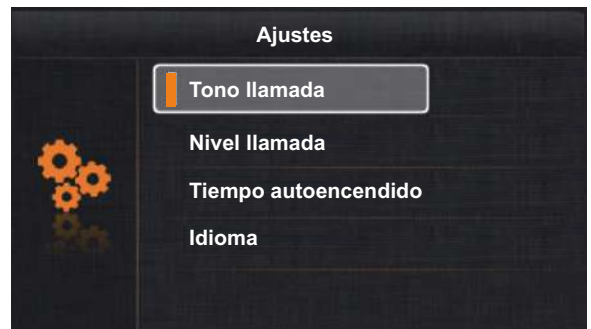 Ajustes
Tono llamada
Nivel llamada
Tiempo autoencendido
Idioma